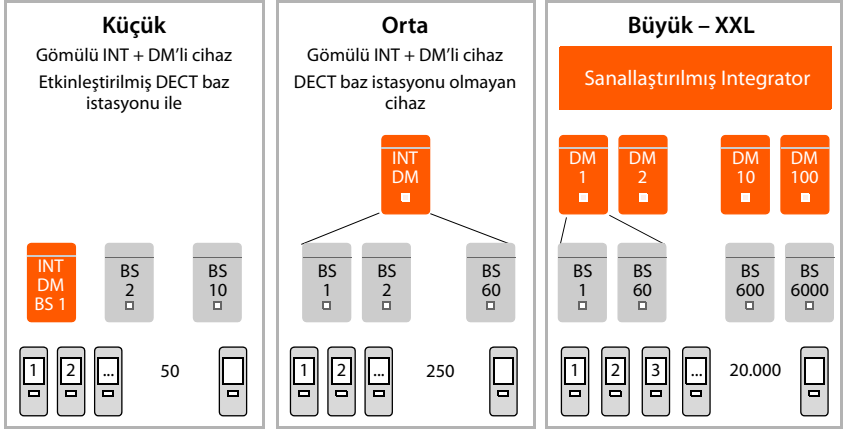 Küçük
Gömülü INT + DM’li cihaz
Etkinleştirilmiş DECT baz
istasyonu ile
INT
DM
BS 1
BS
2
BS
10
1
2
...
50
Orta
Gömülü INT + DM’li cihaz
DECT baz istasyonu olmayan
cihaz
INT
DM
BS
1
BS
2
BS
60
1
2
...
250
Büyük – XXL
Sanallaştırılmış Integrator
DM
1
DM
2
DM
10
DM
100
BS
1
BS
60
BS
600
BS
6000
1
2
3
...
20.000